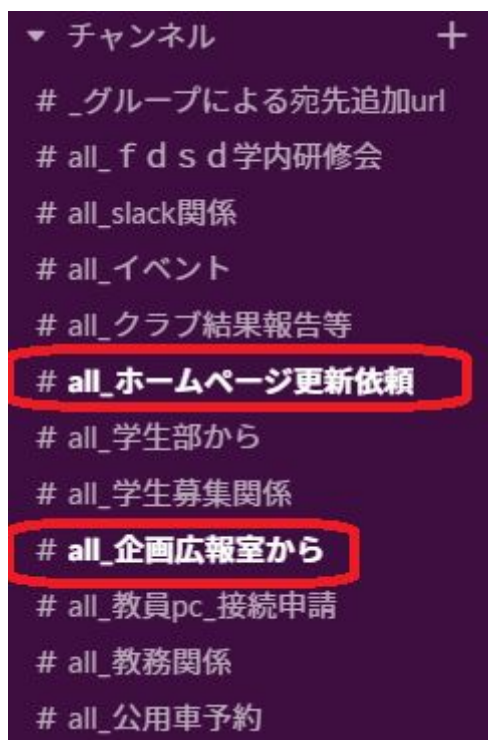 ▼ チャンネル +
# _グループによる宛先追加url
# all_ｆｄｓｄ学内研修会
# all_slack関係
# all_イベント
# all_クラブ結果報告等
# all_ホームページ更新依頼
# all_学生部から
# all_学生募集関係
# all_企画広報室から
# all_教員pc_接続申請
# all_教務関係
# all_公用車予約